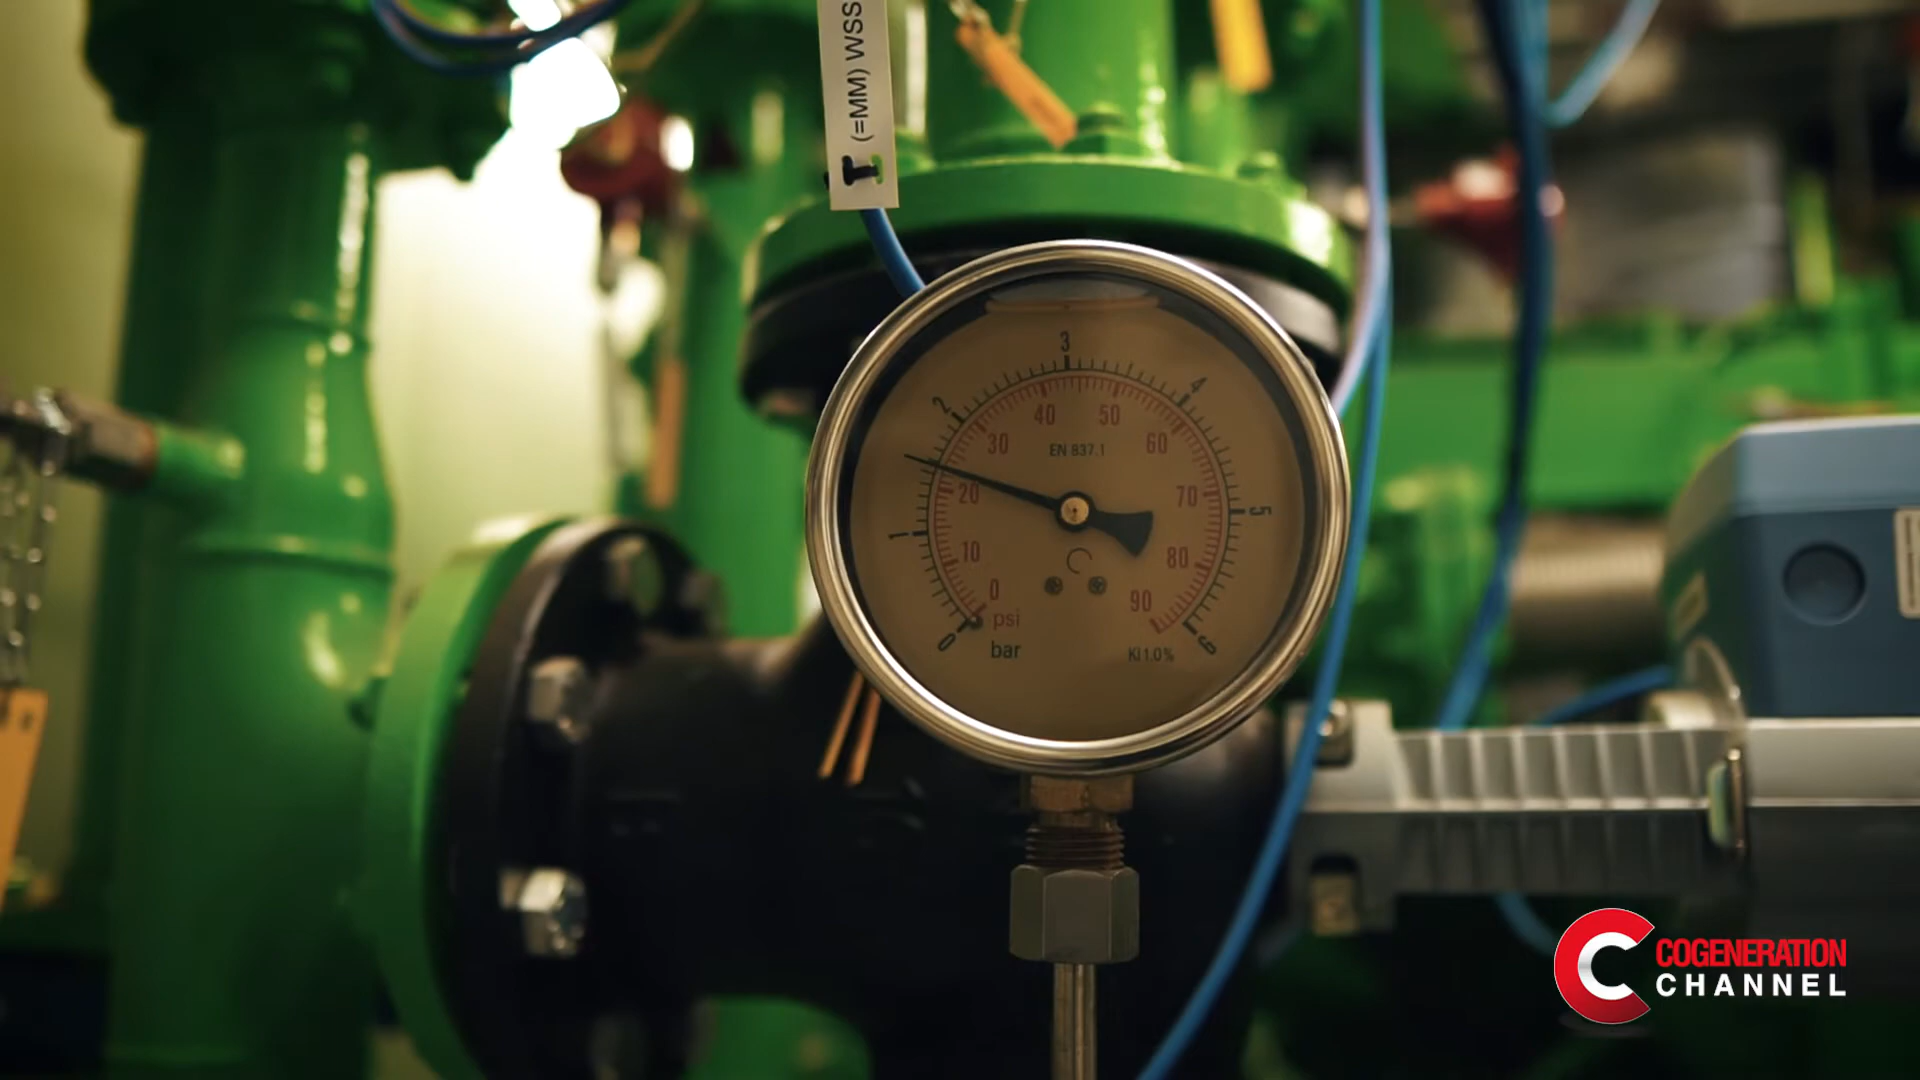 (=MM) WSS
3
2
4
40
50
30
60
EN 837.1
20
70
1
5
10
80
0
90
psi
0
6
bar
Kl 1.0%
COGENERATION
CHANNEL